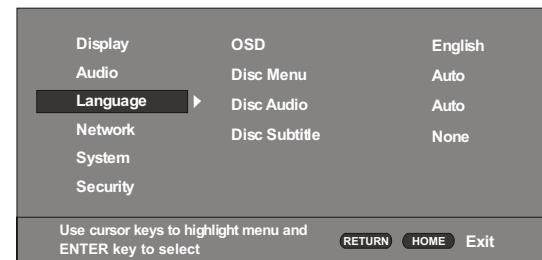 Display
Audio
Language
Network
System
Security
OSD English
Disc Menu Auto
Disc Audio Auto
Disc Subtitle None
Use cursor keys to highlight menu and
ENTER key to select
RETURN HOME Exit